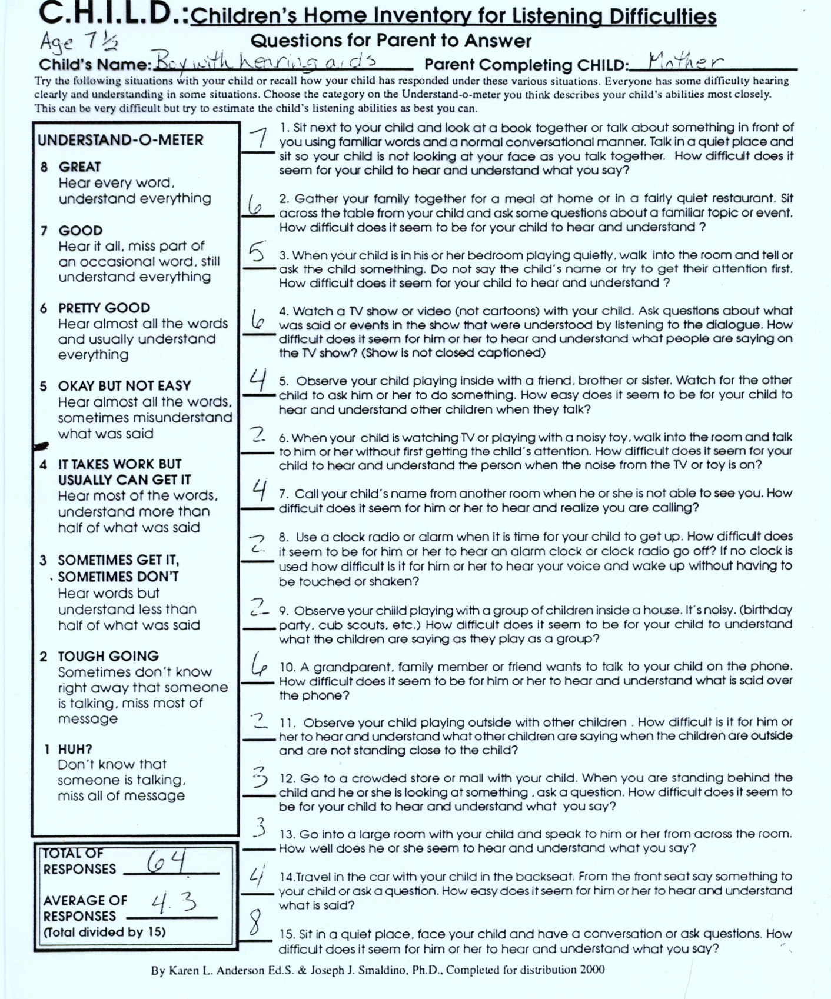 C.H.I.L.D.: Children's Home Inventory for Listening Difficulties
Age 7 ½
Questions for Parent to Answer
Child's Name: Boy with hearing aids Parent Completing CHILD: Mother
Try the following situations with your child or recall how your child has responded under these various situations. Everyone has some difficulty hearing
clearly and understanding in some situations. Choose the category on the Understand-o-meter you think describes your child's abilities most closely.
This can be very difficult but try to estimate the child's listening abilities as best you can.
UNDERSTAND-O-METER
8 GREAT
Hear every word,
understand everything
7 GOOD
Hear it all, miss part of
an occasional word, still
understand everything
6 PRETTY GOOD
Hear almost all the words
and usually understand
everything
5 OKAY BUT NOT EASY
Hear almost all the words,
sometimes misunderstand
what was said
4 IT TAKES WORK BUT
USUALLY CAN GET IT
Hear most of the words,
understand more than
half of what was said
3 SOMETIMES GET IT,
SOMETIMES DON'T
Hear words but
understand less than
half of what was said
2 TOUGH GOING
Sometimes don't know
right away that someone
is talking, miss most of
message
1 HUH?
Don't know that
someone is talking,
miss all of message
TOTAL OF
RESPONSES 64
AVERAGE OF
RESPONSES 4.3
(Total divided by 15)
7 1. Sit next to your child and look at a book together or talk about something in front of
you using familiar words and a normal conversational manner. Talk in a quiet place and
sit so your child is not looking at your face as you talk together. How difficult does it
seem for your child to hear and understand what you say?
6 2. Gather your family together for a meal at home or in a fairly quiet restaurant. Sit
across the table from your child and ask some questions about a familiar topic or event.
How difficult does it seem to be for your child to hear and understand ?
5 3. When your child is in his or her bedroom playing quietly, walk into the room and tell or
ask the child something. Do not say the child's name or try to get their attention first.
How difficult does it seem for your child to hear and understand ?
6 4. Watch a TV show or video (not cartoons) with your child. Ask questions about what
was said or events in the show that were understood by listening to the dialogue. How
difficult does it seem for him or her to hear and understand what people are saying on
the TV show? (Show is not closed captioned)
4 5. Observe your child playing inside with a friend, brother or sister. Watch for the other
child to ask him or her to do something. How easy does it seem to be for your child to
hear and understand other children when they talk?
2 6. When your child is watching TV or playing with a noisy toy, walk into the room and talk
to him or her without first getting the child's attention. How difficult does it seem for your
child to hear and understand the person when the noise from the TV or toy is on?
4 7. Call your child's name from another room when he or she is not able to see you. How
difficult does it seem for him or her to hear and realize you are calling?
2 8. Use a clock radio or alarm when it is time for your child to get up. How difficult does
it seem to be for him or her to hear an alarm clock or clock radio go off? If no clock is
used how difficult is it for him or her to hear your voice and wake up without having to
be touched or shaken?
2 9. Observe your chiild playing with a group of children inside a house. It's noisy. (birthday
party, cub scouts, etc.) How difficult does it seem to be for your child to understand
what the children are saying as they play as a group?
6 10. A grandparent, family member or friend wants to talk to your child on the phone.
How difficult does it seem to be for him or her to hear and understand what is said over
the phone?
2 11. Observe your child playing outside with other children . How difficult is it for him or
her to hear and understand what other children are saying when the children are outside
and are not standing close to the child?
3 12. Go to a crowded store or mall with your child. When you are standing behind the
child and he or she is looking at something , ask a question. How difficult does it seem to
be for your child to hear and understand what you say?
3 13. Go into a large room with your child and speak to him or her from across the room.
How well does he or she seem to hear and understand what you say?
4 14.Travel in the car with your child in the backseat. From the front seat say something to
your child or ask a question. How easy does it seem for him or her to hear and understand
what is said?
8 15. Sit in a quiet place, face your child and have a conversation or ask questions. How
difficult does it seem for him or her to hear and understand what you say?
By Karen L. Anderson Ed.S. & Joseph J. Smaldino, Ph.D., Completed for distribution 2000